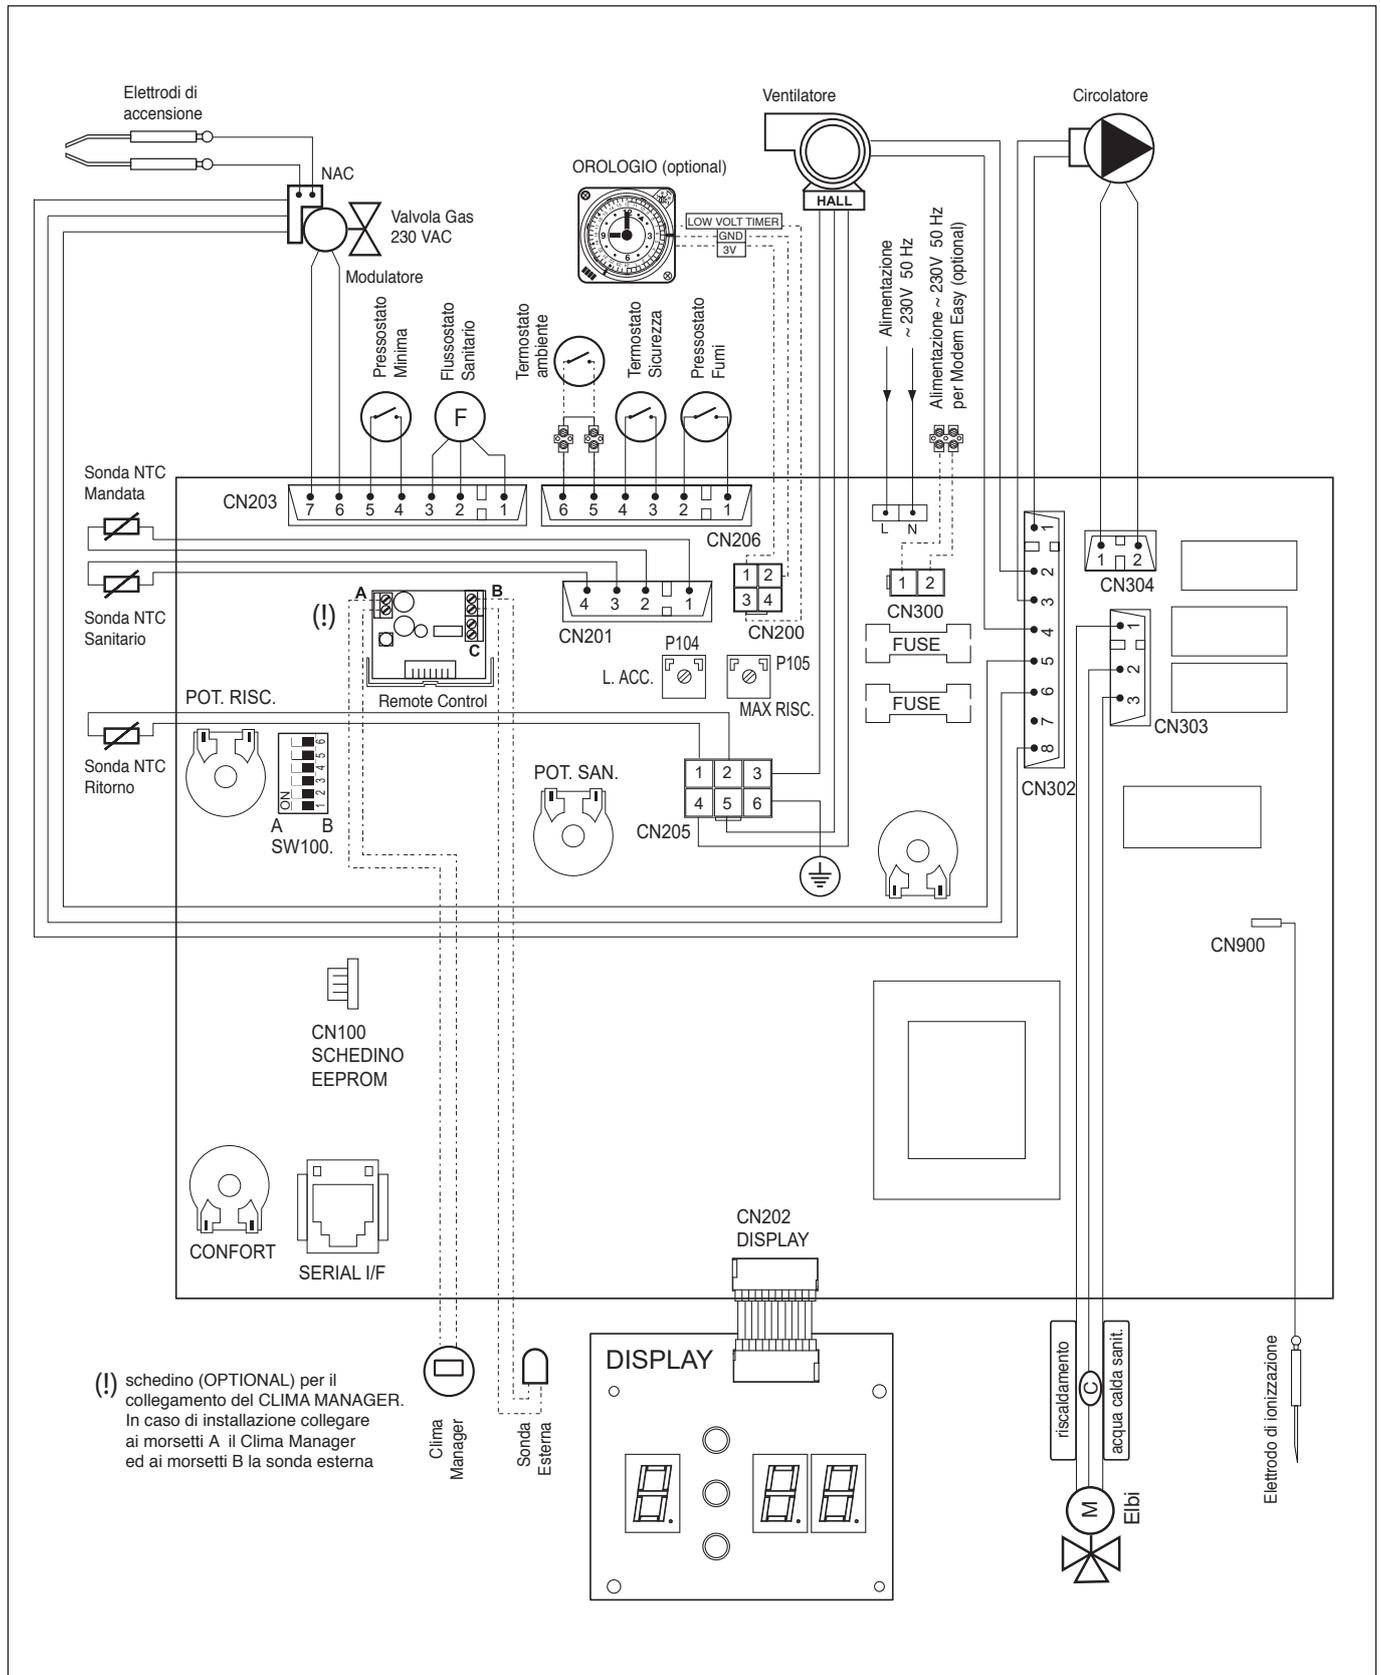 Elettrodi di
accensione
NAC
Valvola Gas
230 VAC
Modulatore
OROLOGIO (optional)
12
3
6
9
LOW VOLT TIMER
GND
3V
Ventilatore
HALL
Circolatore
Pressostato
Minima
Flussostato
Sanitario
F
Termostato
ambiente
Termostato
Sicurezza
Pressostato
Fumi
Alimentazione
~ 230V 50 Hz
Alimentazione ~ 230V 50 Hz
per Modem Easy (optional)
Sonda NTC
Mandata
CN203
7 6 5 4 3 2 1
6 5 4 3 2 1
CN206
L N
1 2
CN300
1 2
3 4
CN200
1
2
3
4
5
6
7
8
CN302
1 2
CN304
1
2
3
CN303
Sonda NTC
Sanitario
(!)
A
B
C
Remote Control
4 3 2 1
CN201
P104
L. ACC.
P105
MAX RISC.
FUSE
FUSE
POT. RISC.
Sonda NTC
Ritorno
ON
1 2 3 4 5 6
A B
SW100.
POT. SAN.
1 2 3
4 5 6
CN205
CN900
CN100
SCHEDINO
EEPROM
CONFORT
SERIAL I/F
CN202
DISPLAY
DISPLAY
8. 8. 8.
(!) schedino (OPTIONAL) per il
collegamento del CLIMA MANAGER.
In caso di installazione collegare
ai morsetti A il Clima Manager
ed ai morsetti B la sonda esterna
Clima
Manager
Sonda
Esterna
riscaldamento
C
acqua calda sanit.
M
Elbi
Elettrodo di ionizzazione